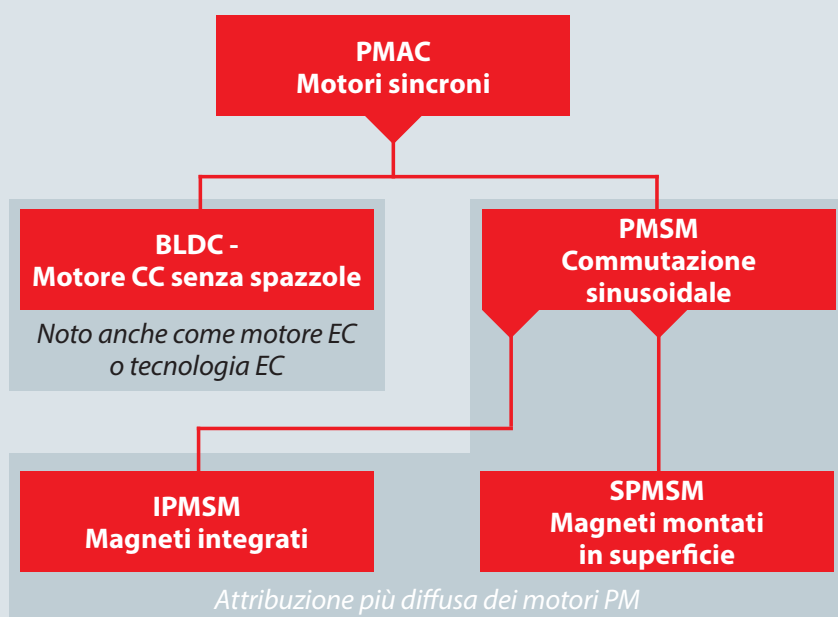 PMAC
Motori sincroni
BLDC -
Motore CC senza spazzole
Noto anche come motore EC
o tecnologia EC
PMSM
Commutazione
sinusoidale
IPMSM
Magneti integrati
SPMSM
Magneti montati
in superficie
Attribuzione più diffusa dei motori PM